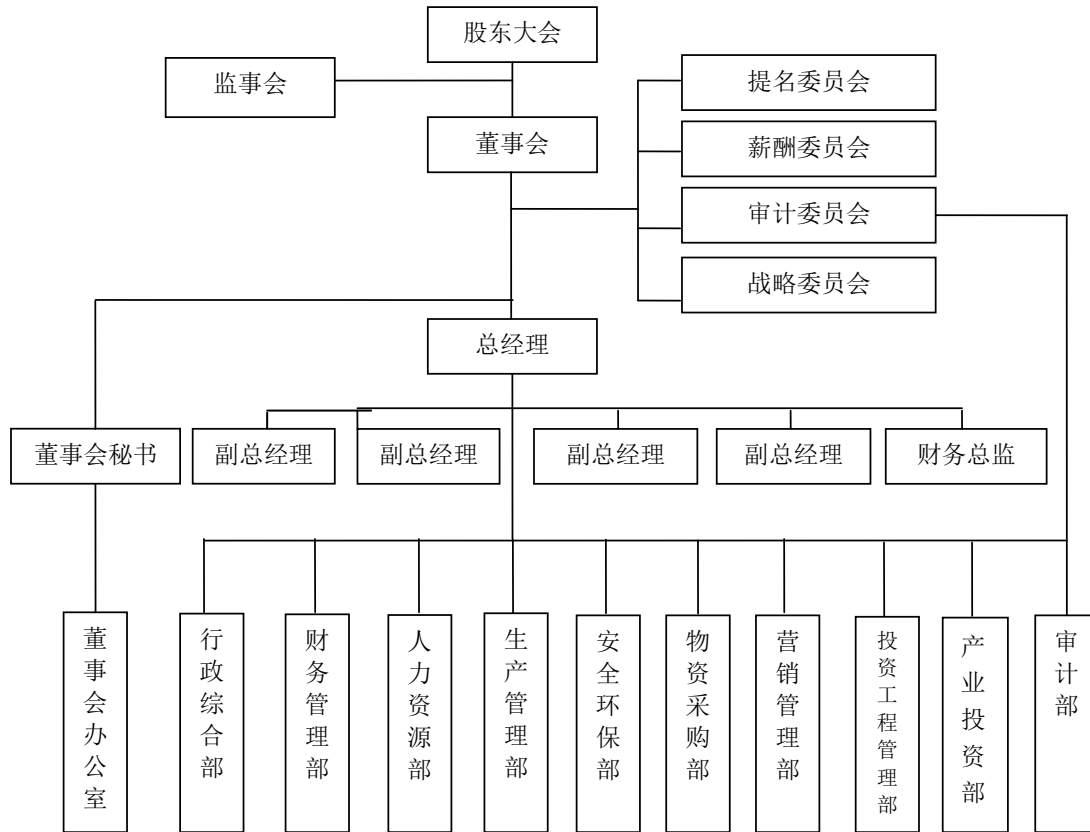 股东大会
监事会
提名委员会
董事会
薪酬委员会
审计委员会
战略委员会
总经理
董事会秘书
副总经理
副总经理
副总经理
副总经理
财务总监
董事会办公室
行政综合部
财务管理部
人力资源部
生产管理部
安全环保部
物资采购部
营销管理部
投资工程管理部
产业投资部
审计部